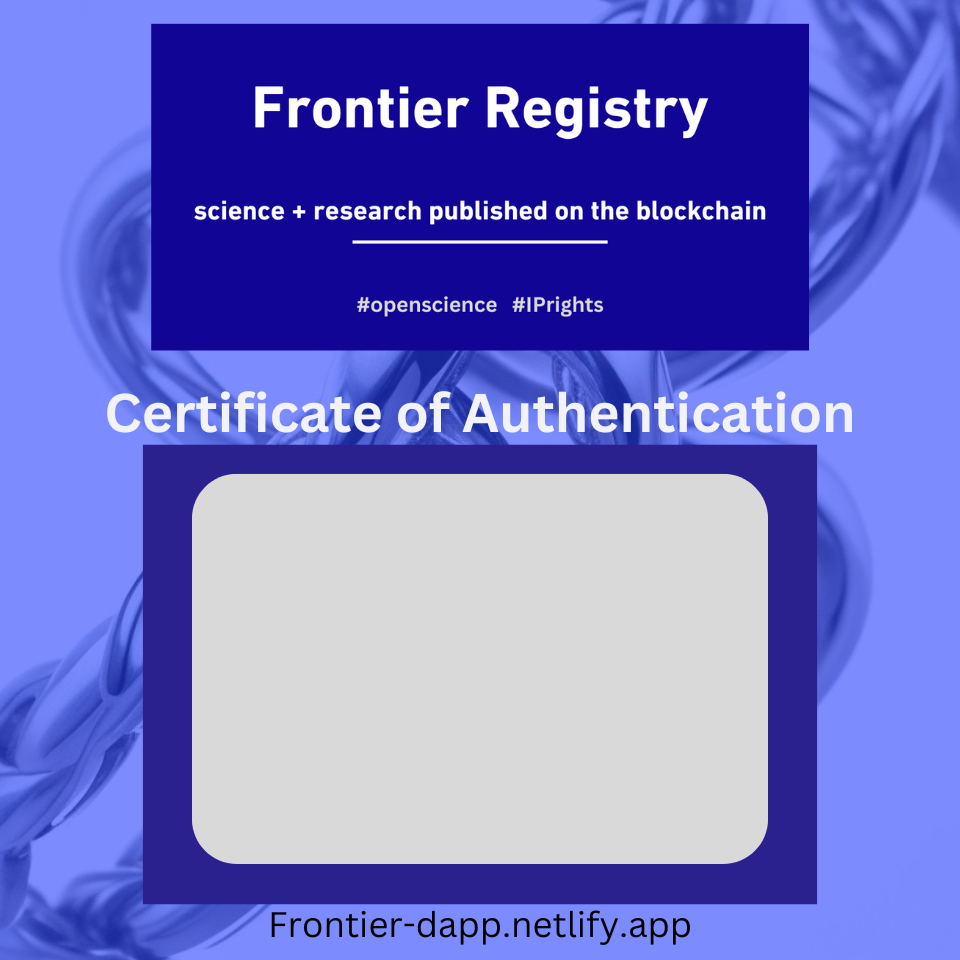 Frontier Registry
science + research published on the blockchain
#openscience #IPrights
Certificate of Authentication
Frontier-dapp.netlify.app